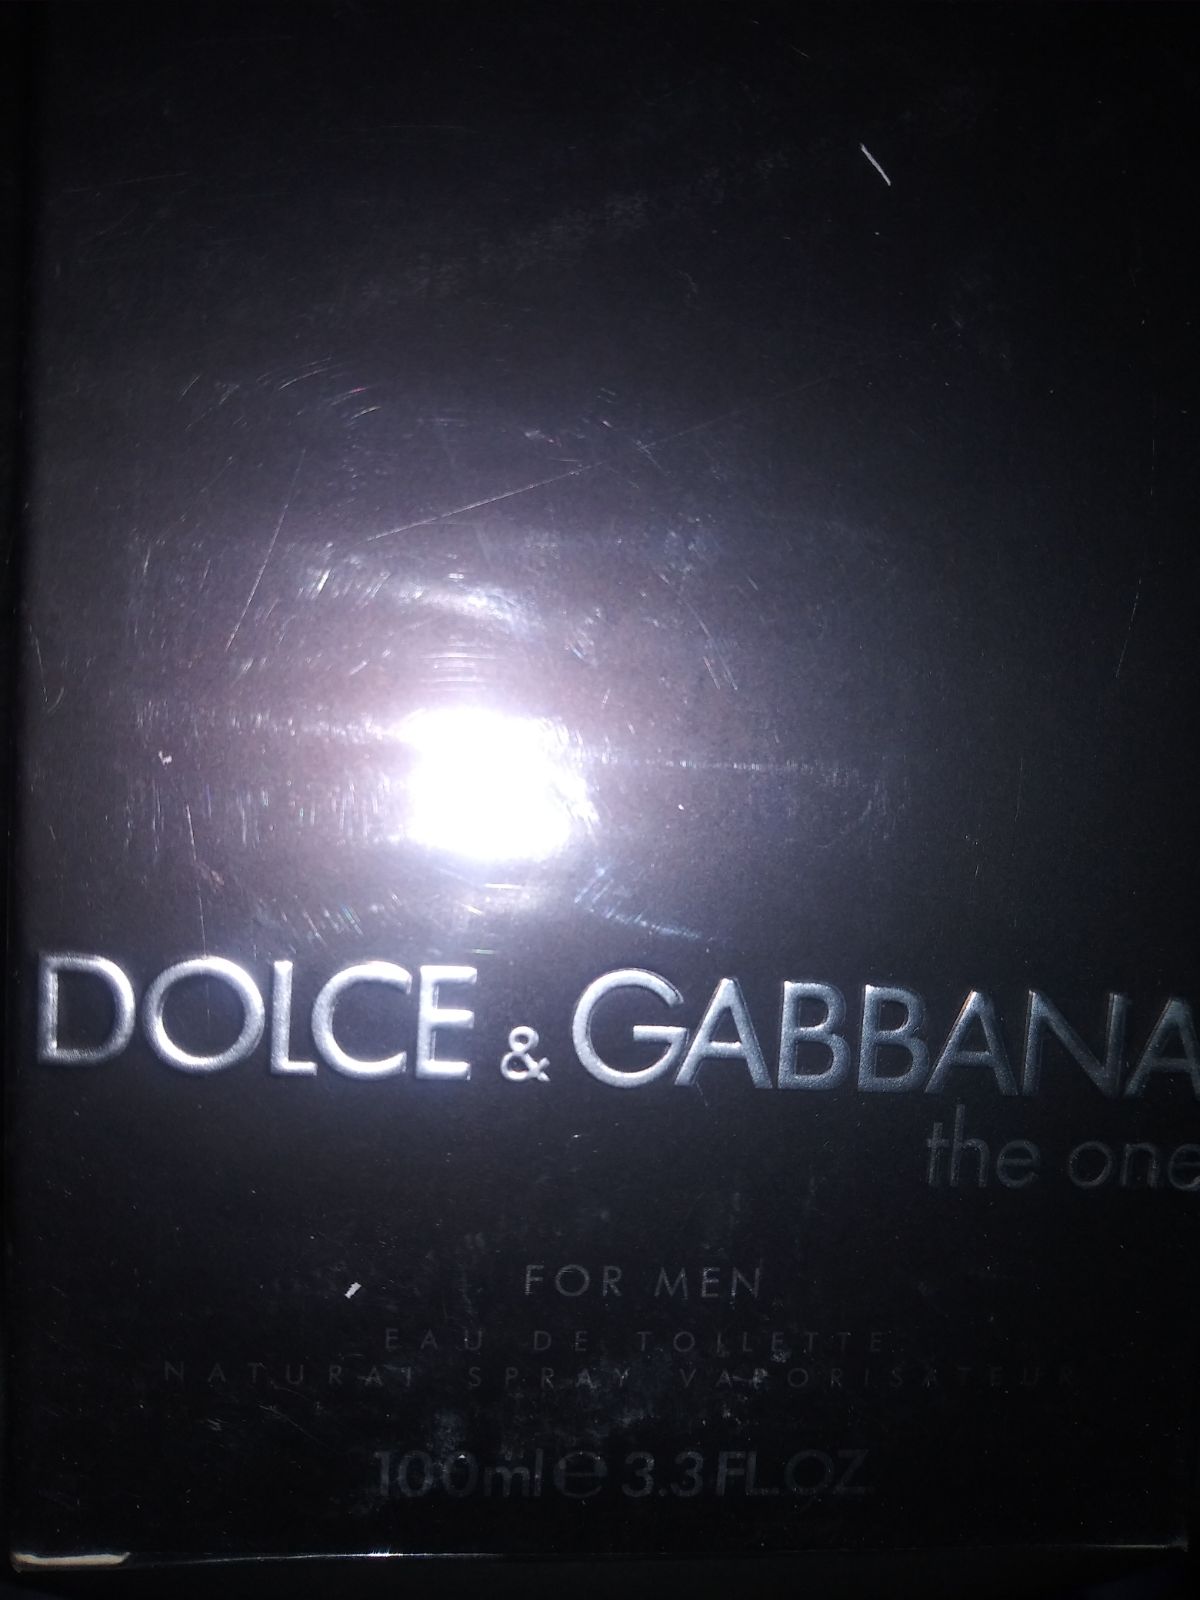 DOLCE & GABBANA
the one
FOR MEN
EAU DE TOILETTE
NATURAL SPRAY VAPORISATEUR
100ml e 3.3 FL.OZ.